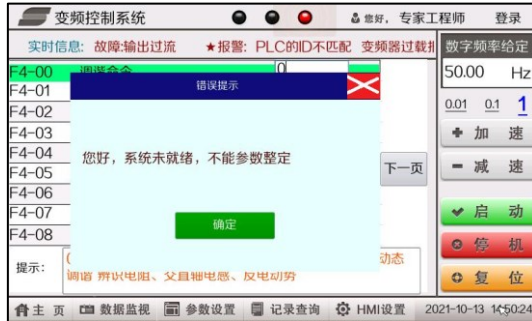 变频控制系统
您好，专家工程师
登录
实时信息: 故障:输出过流 ★报警: PLC的ID不匹配 变频器过载
数字频率给定
50.00 Hz
0.01 0.1 1
加 速
减 速
启 动
停 机
复 位
F4-00 调谐命令 0
F4-01
F4-02
F4-03
F4-04
F4-05
F4-06
F4-07
F4-08
错误提示
您好，系统未就绪，不能参数整定
确定
下一页
提示:
动态
调谐 辨识电阻、交直轴电感、反电动势
主 页 数据监视 参数设置 记录查询 HMI设置 2021-10-13 14:50:24